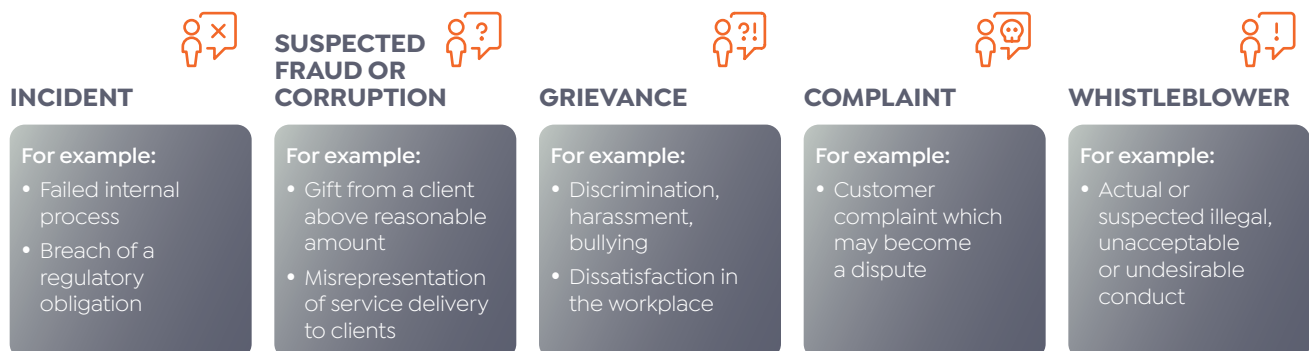 INCIDENT
For example:
• Failed internal
process
• Breach of a
regulatory
obligation
SUSPECTED
FRAUD OR
CORRUPTION
For example:
• Gift from a client
above reasonable
amount
• Misrepresentation
of service delivery
to clients
GRIEVANCE
For example:
• Discrimination,
harassment,
bullying
• Dissatisfaction in
the workplace
COMPLAINT
For example:
• Customer
complaint which
may become
a dispute
WHISTLEBLOWER
For example:
• Actual or
suspected illegal,
unacceptable
or undesirable
conduct